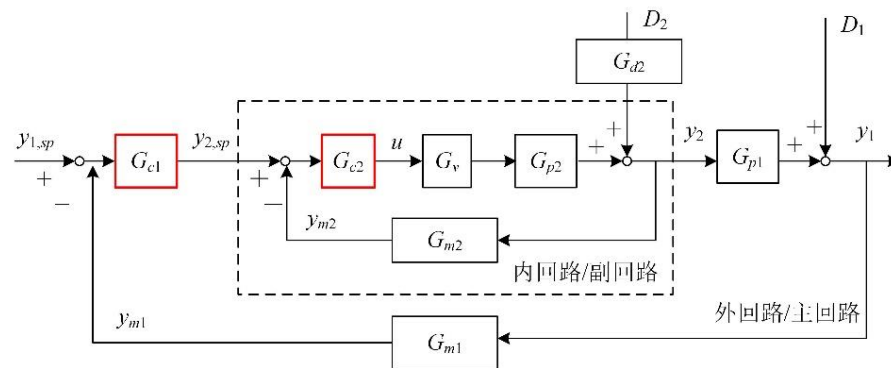 D2
D1
Gd2
y1,sp
y2,sp
u
y2
y1
+
+
+
+
Gc1
Gc2
Gv
Gp2
Gp1
+
−
+
−
ym2
Gm2
内回路/副回路
外回路/主回路
ym1
Gm1